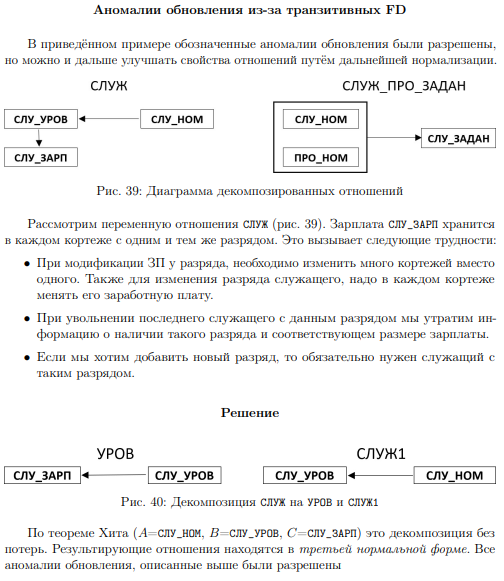 Аномалии обновления из-за транзитивных FD
В приведённом примере обозначенные аномалии обновления были разрешены,
но можно и дальше улучшать свойства отношений путём дальнейшей нормализации.
СЛУЖ
СЛУЖ_ПРО_ЗАДАН
СЛУ_УРОВ
СЛУ_НОМ
СЛУ_ЗАРП
СЛУ_НОМ
СЛУ_ЗАДАН
ПРО_НОМ
Рис. 39: Диаграмма декомпозированных отношений
Рассмотрим переменную отношения СЛУЖ (рис. 39). Зарплата СЛУ_ЗАРП хранится
в каждом кортеже с одним и тем же разрядом. Это вызывает следующие трудности:
• При модификации ЗП у разряда, необходимо изменить много кортежей вместо
одного. Также для изменения разряда служащего, надо в каждом кортеже
менять его заработную плату.
• При увольнении последнего служащего с данным разрядом мы утратим ин-
формацию о наличии такого разряда и соответствующем размере зарплаты.
• Если мы хотим добавить новый разряд, то обязательно нужен служащий с
таким разрядом.
Решение
УРОВ
СЛУЖ1
СЛУ_ЗАРП
СЛУ_УРОВ
СЛУ_УРОВ
СЛУ_НОМ
Рис. 40: Декомпозиция СЛУЖ на УРОВ и СЛУЖ1
По теореме Хита (A=СЛУ_НОМ, B=СЛУ_УРОВ, C=СЛУ_ЗАРП) это декомпозиция без
потерь. Результирующие отношения находятся в третьей нормальной форме. Все
аномалии обновления, описанные выше были разрешены